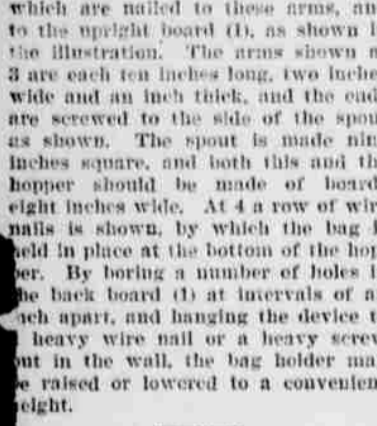 which are nailed to these arms, an
to the upright board (1), as shown i
the illustration. The arms shown a
3 are each ten inches long, two inche
wide and an inch thick, and the end
are screwed to the side of the spou
as shown. The spout is made nin
inches square, and both this and th
hopper should be made of board
eight inches wide. At 4 a row of wir
nails is shown, by which the bag i
held in place at the bottom of the hop
per. By boring a number of holes i
he back board (1) at intervals of a
nch apart, and hanging the device t
heavy wire nail or a heavy screw
out in the wall, the bag holder ma
e raised or lowered to a convenien
eight.